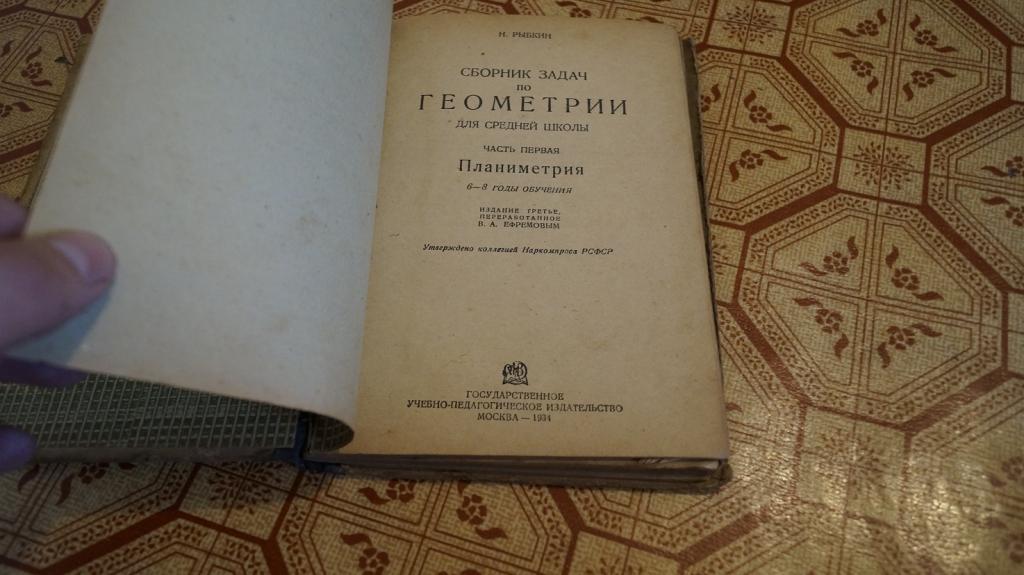 Н. РЫБКИН
СБОРНИК ЗАДАЧ
ПО
ГЕОМЕТРИИ
ДЛЯ СРЕДНЕЙ ШКОЛЫ
ЧАСТЬ ПЕРВАЯ
Планиметрия
6—8 ГОДЫ ОБУЧЕНИЯ
ИЗДАНИЕ ТРЕТЬЕ,
ПЕРЕРАБОТАННОЕ
В. А. ЕФРЕМОВЫМ
Утверждено коллегией Наркомпроса РСФСР
ГОСУДАРСТВЕННОЕ
УЧЕБНО-ПЕДАГОГИЧЕСКОЕ ИЗДАТЕЛЬСТВО
МОСКВА — 1934